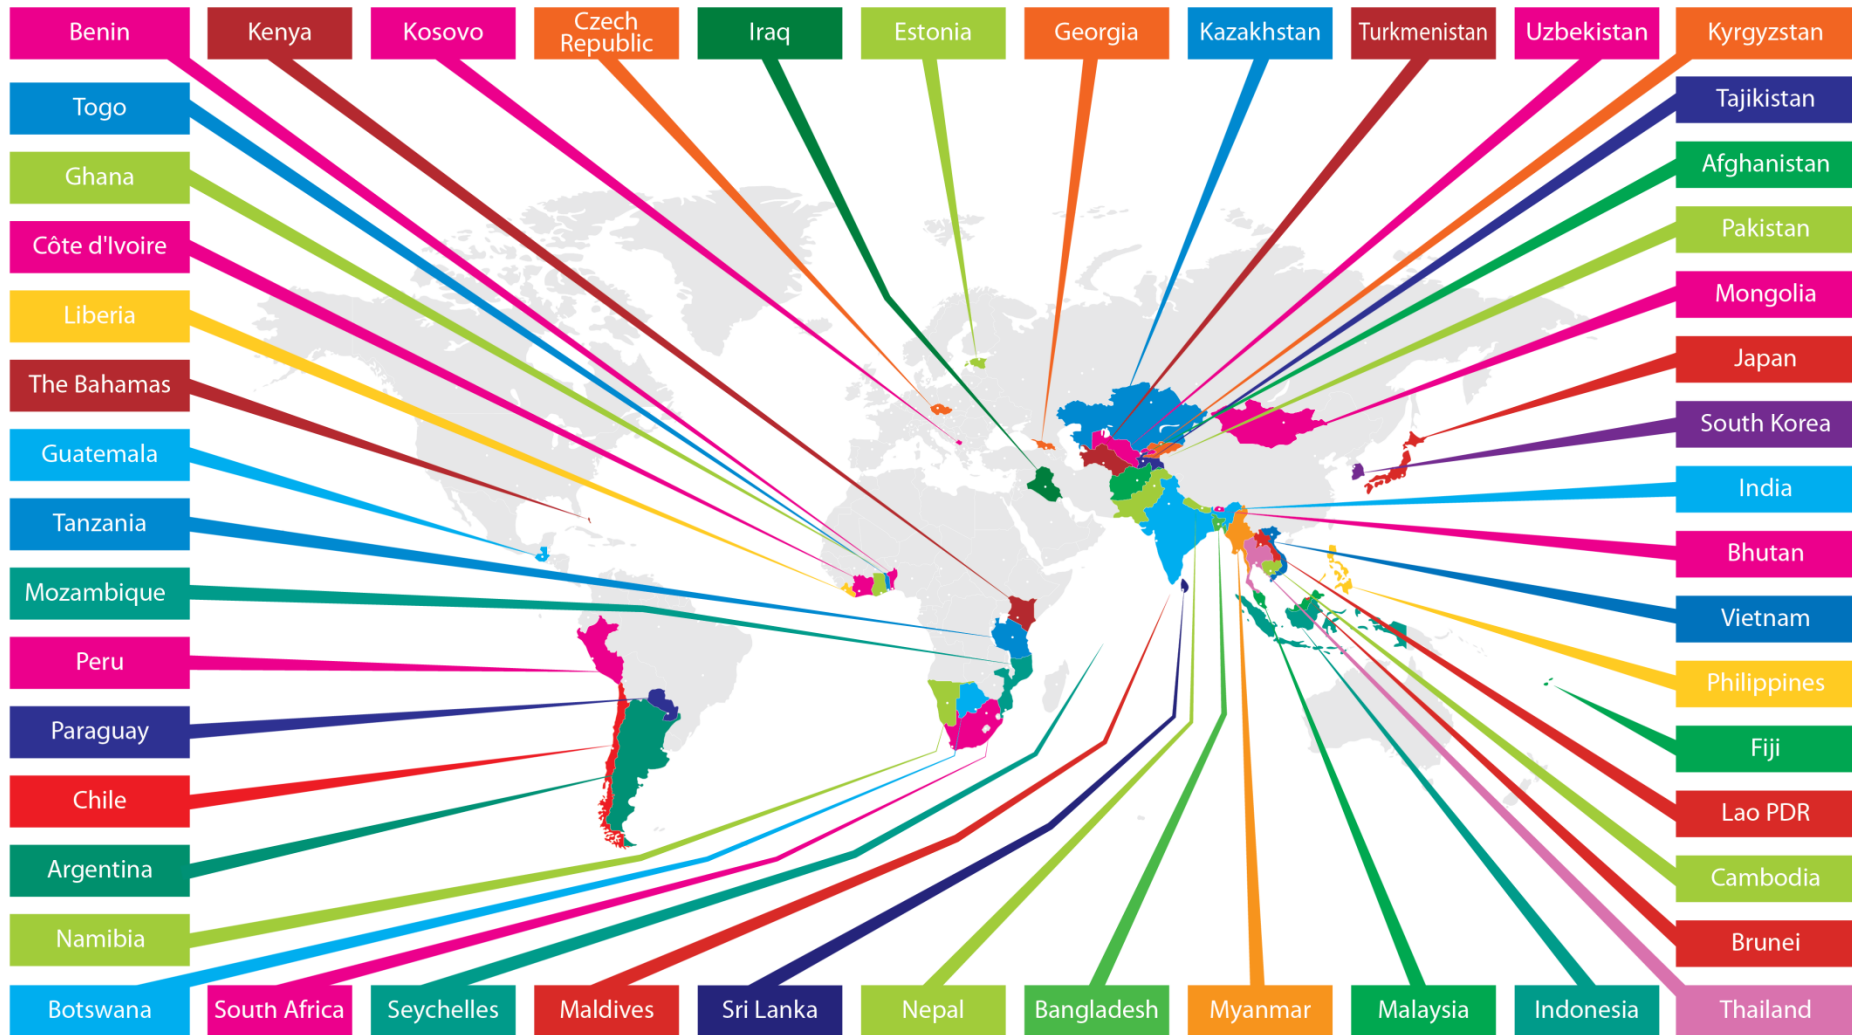 Benin
Kenya
Kosovo
Czech
Republic
Iraq
Estonia
Georgia
Kazakhstan
Turkmenistan
Uzbekistan
Kyrgyzstan
Togo
Tajikistan
Ghana
Afghanistan
Côte d'Ivoire
Pakistan
Liberia
Mongolia
The Bahamas
Japan
Guatemala
South Korea
Tanzania
India
Mozambique
Bhutan
Peru
Vietnam
Paraguay
Philippines
Chile
Fiji
Argentina
Lao PDR
Namibia
Cambodia
Brunei
Botswana
South Africa
Seychelles
Maldives
Sri Lanka
Nepal
Bangladesh
Myanmar
Malaysia
Indonesia
Thailand